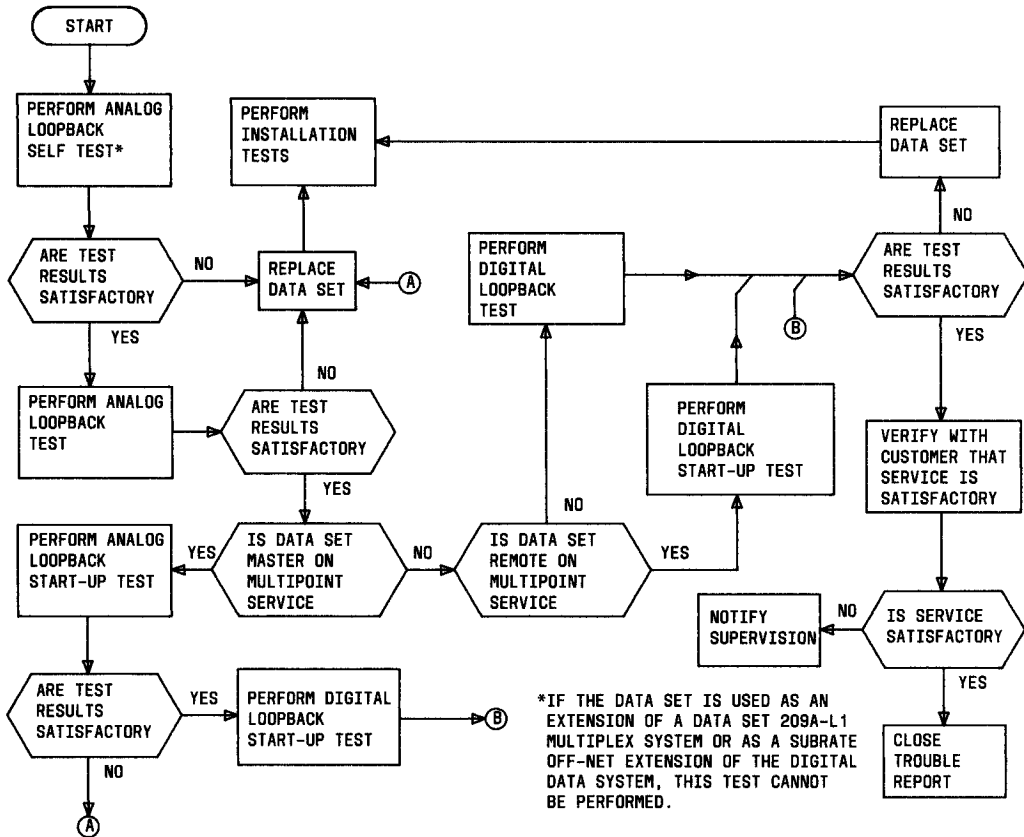 START
PERFORM ANALOG
LOOPBACK
SELF TEST*
PERFORM
INSTALLATION
TESTS
REPLACE
DATA SET
NO
ARE TEST
RESULTS
SATISFACTORY
NO
REPLACE
DATA SET
A
PERFORM
DIGITAL
LOOPBACK
TEST
B
ARE TEST
RESULTS
SATISFACTORY
YES
YES
NO
PERFORM ANALOG
LOOPBACK
TEST
ARE TEST
RESULTS
SATISFACTORY
PERFORM
DIGITAL
LOOPBACK
START-UP TEST
VERIFY WITH
CUSTOMER THAT
SERVICE IS
SATISFACTORY
YES
NO
PERFORM ANALOG
LOOPBACK
START-UP TEST
YES
IS DATA SET
MASTER ON
MULTIPOINT
SERVICE
NO
IS DATA SET
REMOTE ON
MULTIPOINT
SERVICE
YES
NOTIFY
SUPERVISION
NO
IS SERVICE
SATISFACTORY
YES
ARE TEST
RESULTS
SATISFACTORY
YES
PERFORM DIGITAL
LOOPBACK
START-UP TEST
B
NO
A
*IF THE DATA SET IS USED AS AN
EXTENSION OF A DATA SET 209A-L1
MULTIPLEX SYSTEM OR AS A SUBRATE
OFF-NET EXTENSION OF THE DIGITAL
DATA SYSTEM, THIS TEST CANNOT
BE PERFORMED.
CLOSE
TROUBLE
REPORT